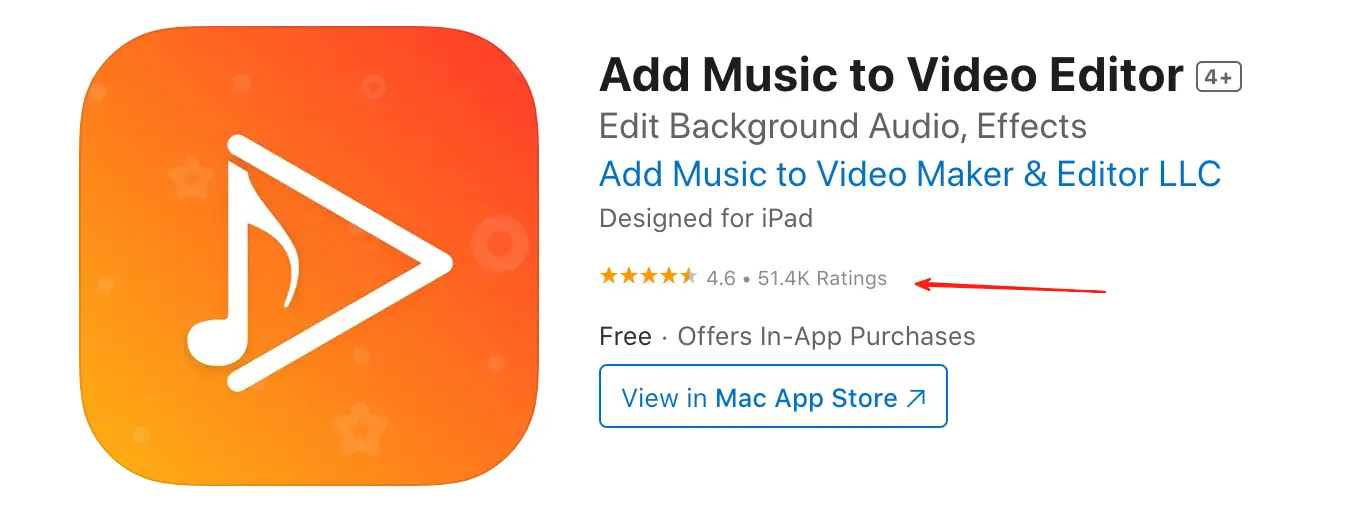 Add Music to Video Editor 4+
Edit Background Audio, Effects
Add Music to Video Maker & Editor LLC
Designed for iPad
4.6 • 51.4K Ratings
Free · Offers In-App Purchases
View in Mac App Store ↗